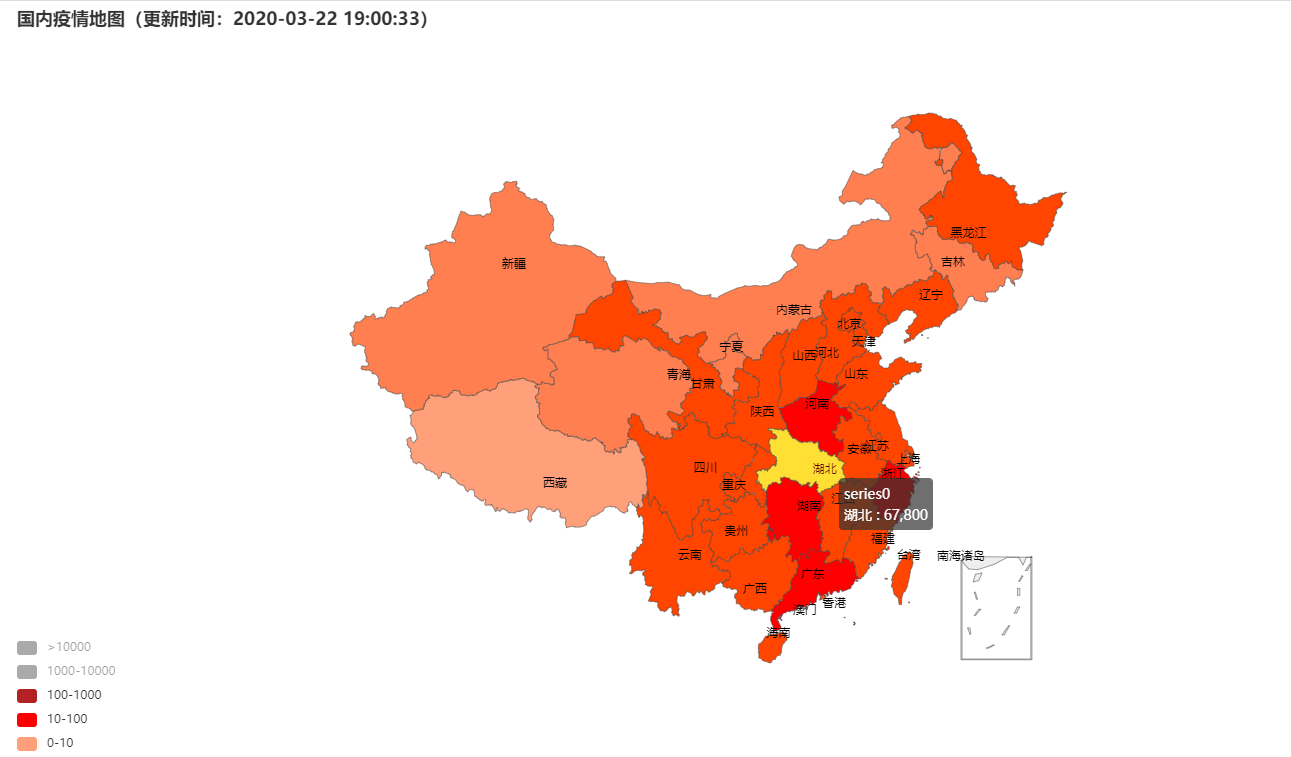 国内疫情地图（更新时间：2020-03-22 19:00:33）
黑龙江
吉林
新疆
辽宁
内蒙古
北京
天津
宁夏
山西
河北
山东
青海
甘肃
河南
陕西
安徽
江苏
上海
四川
湖北
浙江
西藏
重庆
series0
湖北 : 67,800
湖南
贵州
福建
云南
台湾
南海诸岛
广东
广西
澳门
香港
海南
>10000
1000-10000
100-1000
10-100
0-10